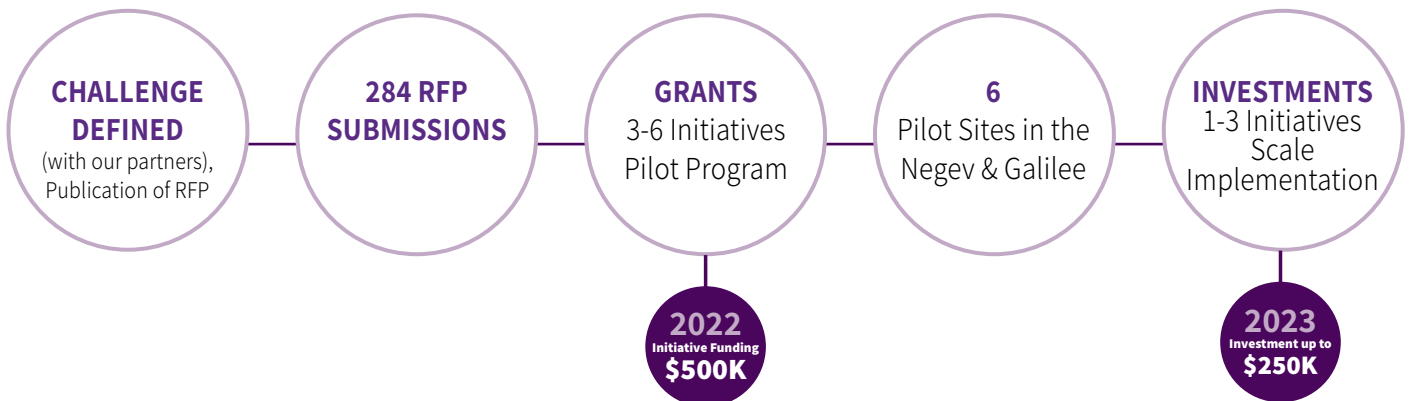 CHALLENGE
DEFINED
(with our partners),
Publication of RFP
284 RFP
SUBMISSIONS
GRANTS
3-6 Initiatives
Pilot Program
6
Pilot Sites in the
Negev & Galilee
INVESTMENTS
1-3 Initiatives
Scale
Implementation
2022
Initiative Funding
$500K
2023
Investment up to
$250K